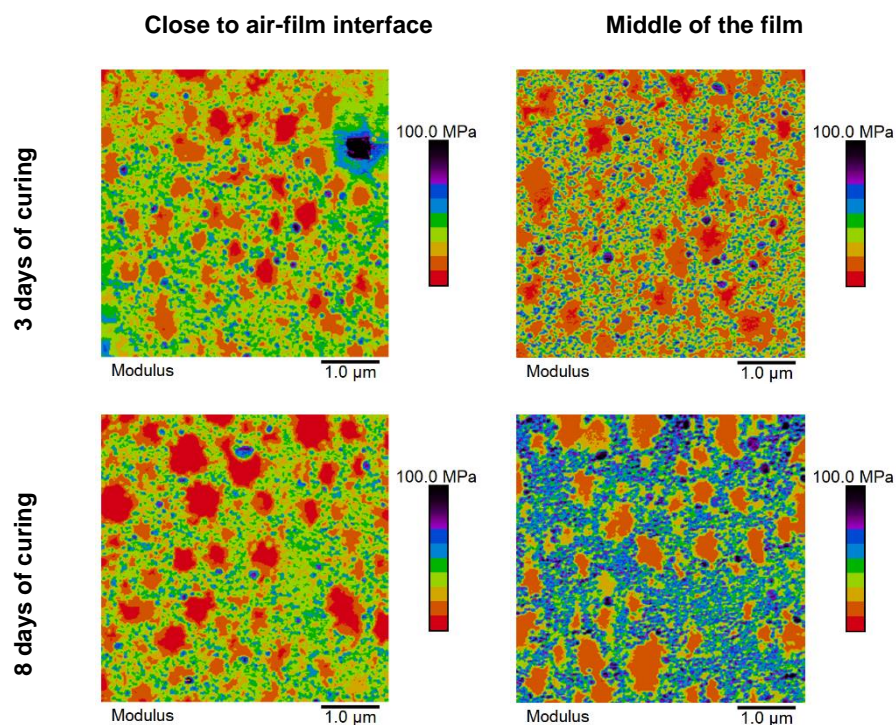 Close to air-film interface
Middle of the film
3 days of curing
100.0 MPa
100.0 MPa
Modulus
1.0 µm
Modulus
1.0 µm
8 days of curing
100.0 MPa
100.0 MPa
Modulus
1.0 µm
Modulus
1.0 µm